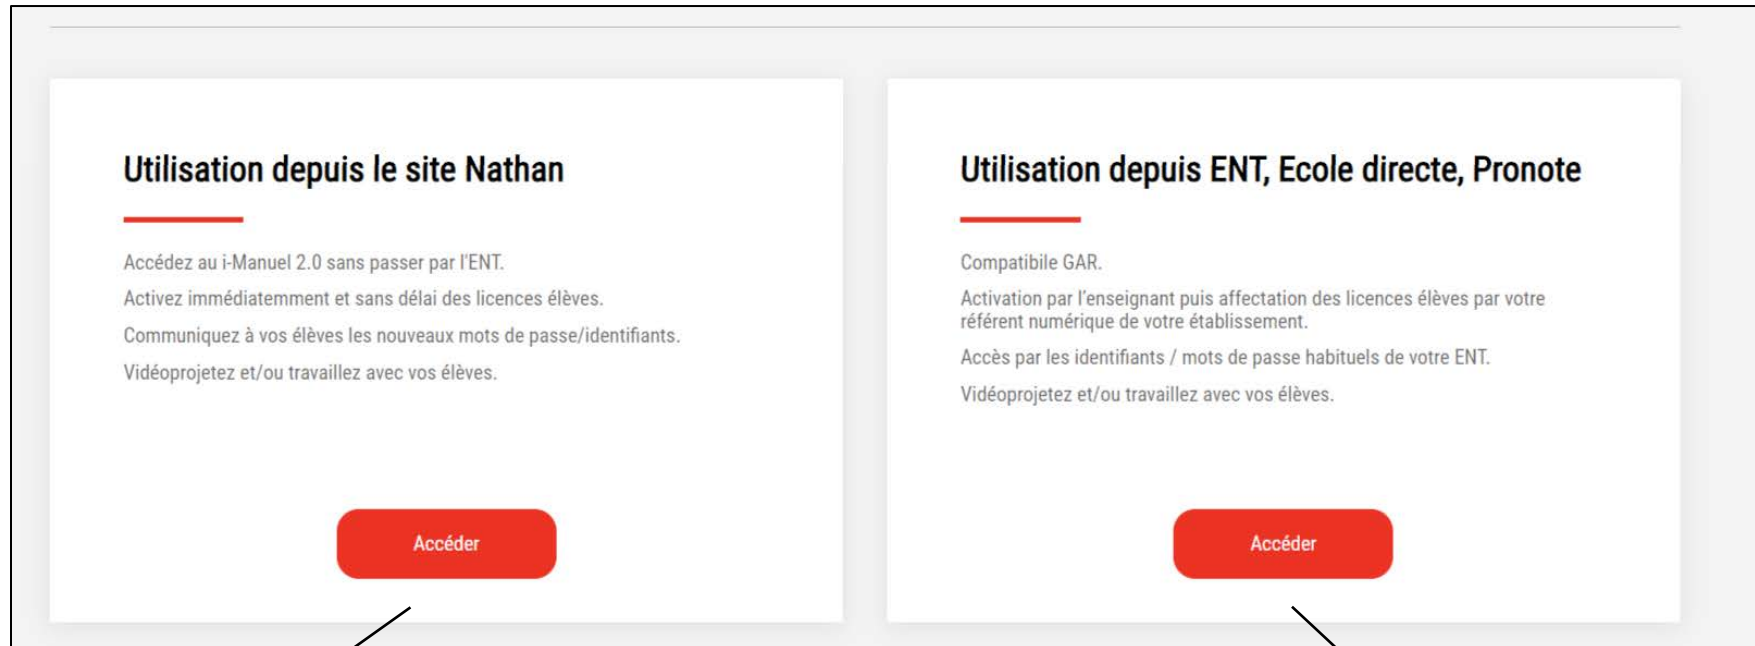 Utilisation depuis le site Nathan
Accédez au i-Manuel 2.0 sans passer par l'ENT.
Activez immédiatemment et sans délai des licences élèves.
Communiquez à vos élèves les nouveaux mots de passe/identifiants.
Vidéoprojetez et/ou travaillez avec vos élèves.
Accéder
Utilisation depuis ENT, Ecole directe, Pronote
Compatibile GAR.
Activation par l'enseignant puis affectation des licences élèves par votre
référent numérique de votre établissement.
Accès par les identifiants / mots de passe habituels de votre ENT.
Vidéoprojetez et/ou travaillez avec vos élèves.
Accéder